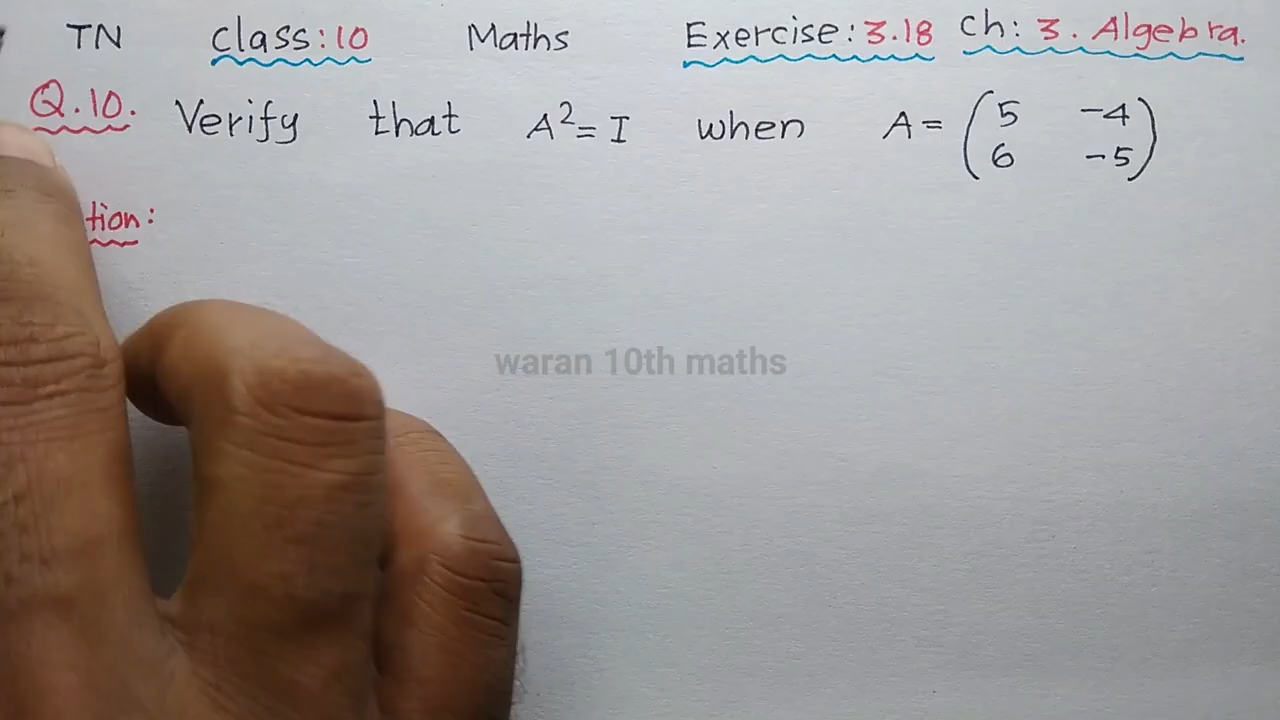 TN class:10 Maths Exercise: 3.18 Ch: 3. Algebra.
Q.10. Verify that A²=I when A= (5 -4
6 -5)
tion:
waran 10th maths